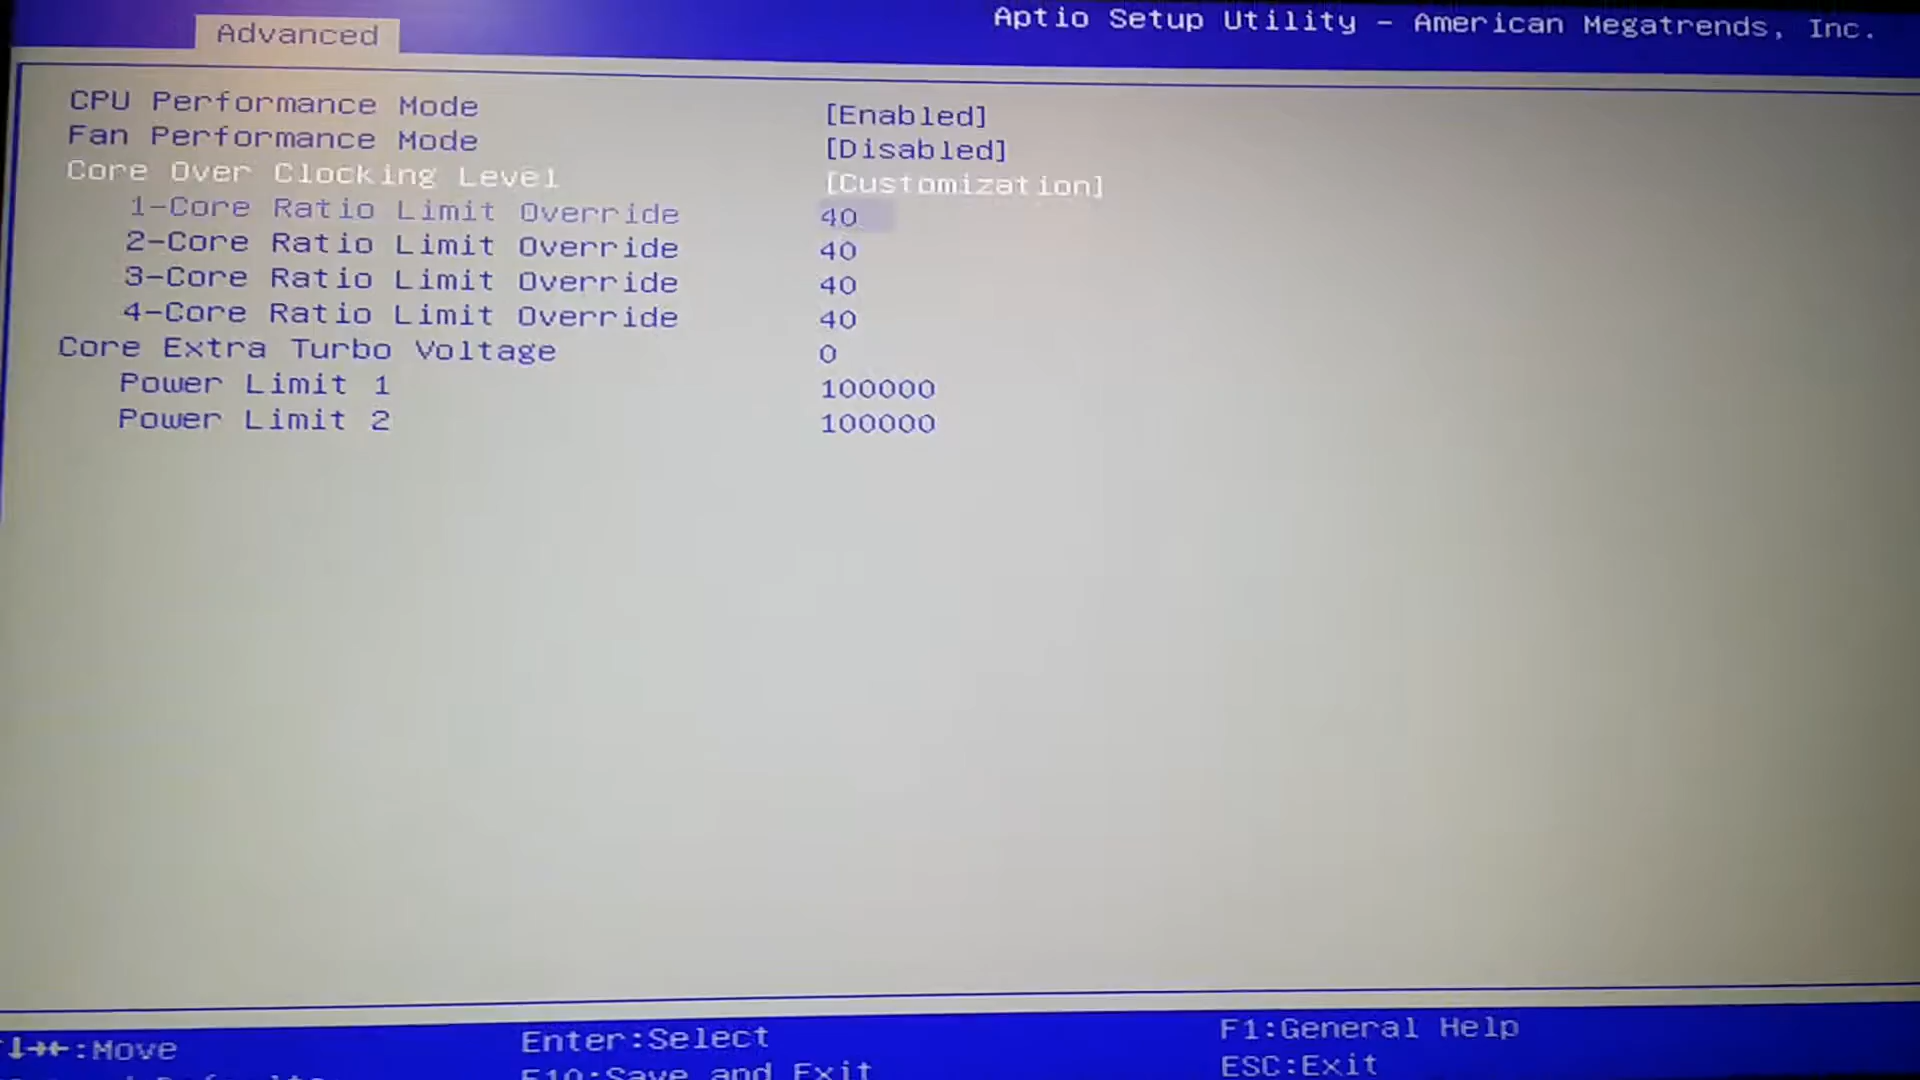 Aptio Setup Utility – American Megatrends, Inc.
Advanced
CPU Performance Mode [Enabled]
Fan Performance Mode [Disabled]
Core Over Clocking Level [Customization]
1-Core Ratio Limit Override 40
2-Core Ratio Limit Override 40
3-Core Ratio Limit Override 40
4-Core Ratio Limit Override 40
Core Extra Turbo Voltage 0
Power Limit 1 100000
Power Limit 2 100000
↑↓→←:Move Enter:Select F1:General Help
F10:Save and Exit ESC:Exit